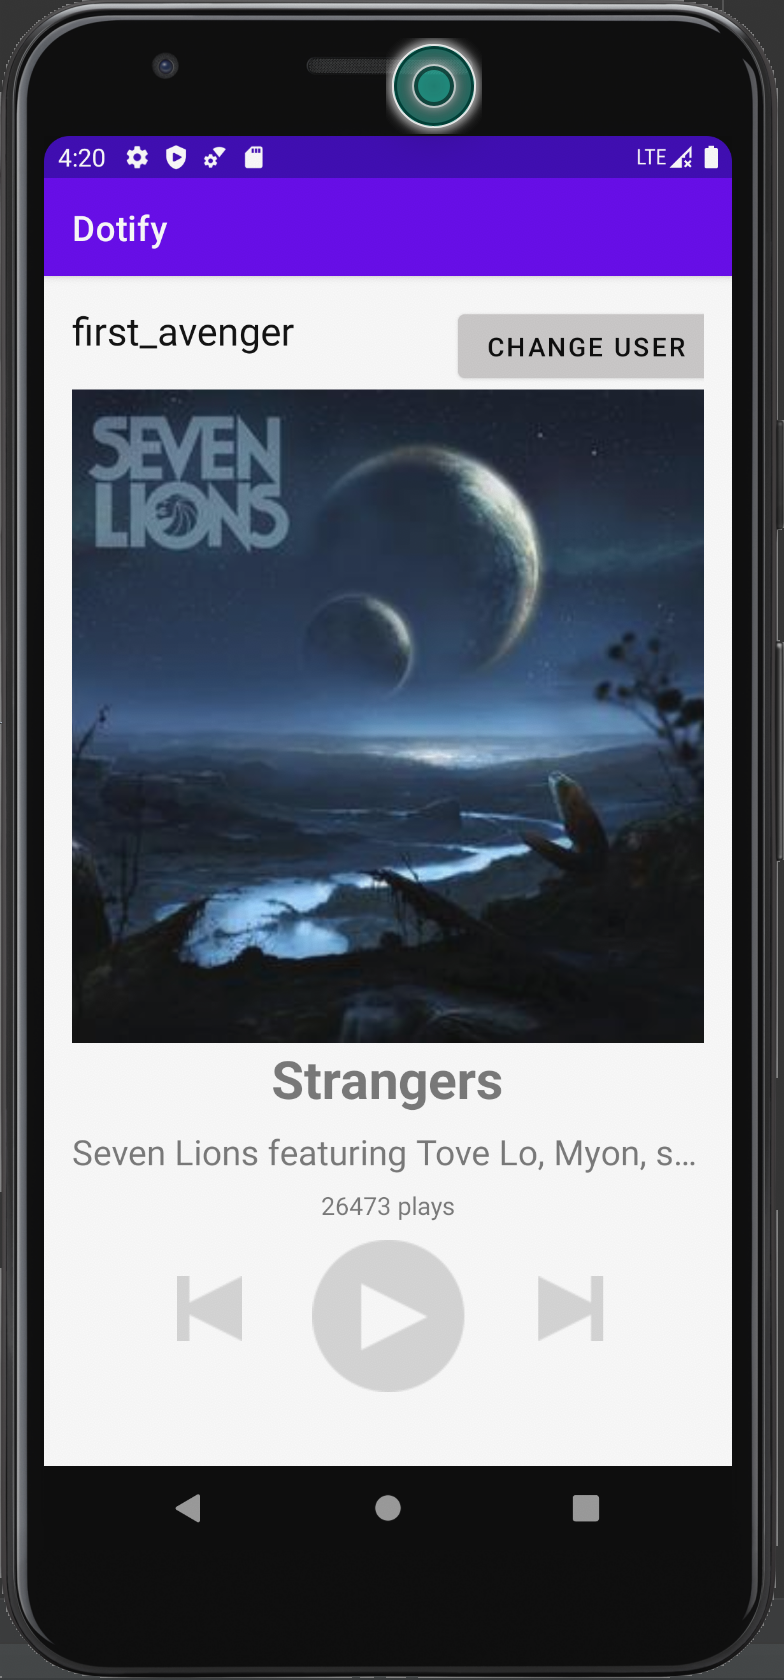 4:20 LTE
Dotify
first_avenger CHANGE USER
SEVEN
LIONS
Strangers
Seven Lions featuring Tove Lo, Myon, s...
26473 plays